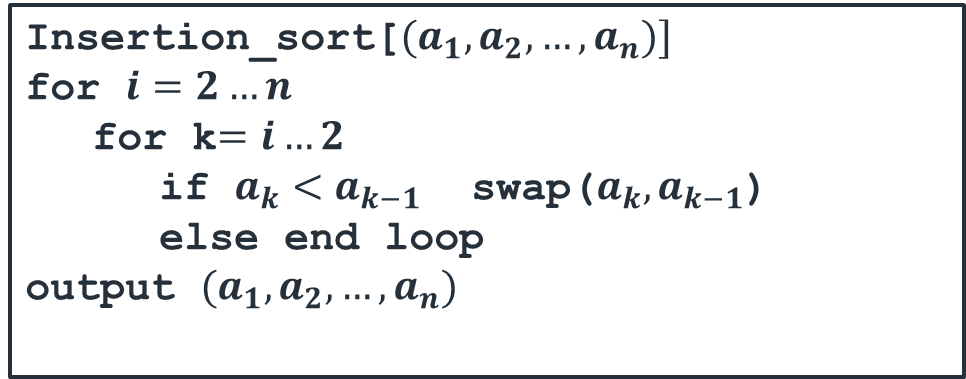 Insertion_sort[(a₁,a₂,…,aₙ)]
for i = 2 … n
for k= i … 2
if aₖ < aₖ₋₁ swap(aₖ,aₖ₋₁)
else end loop
output (a₁,a₂,…,aₙ)